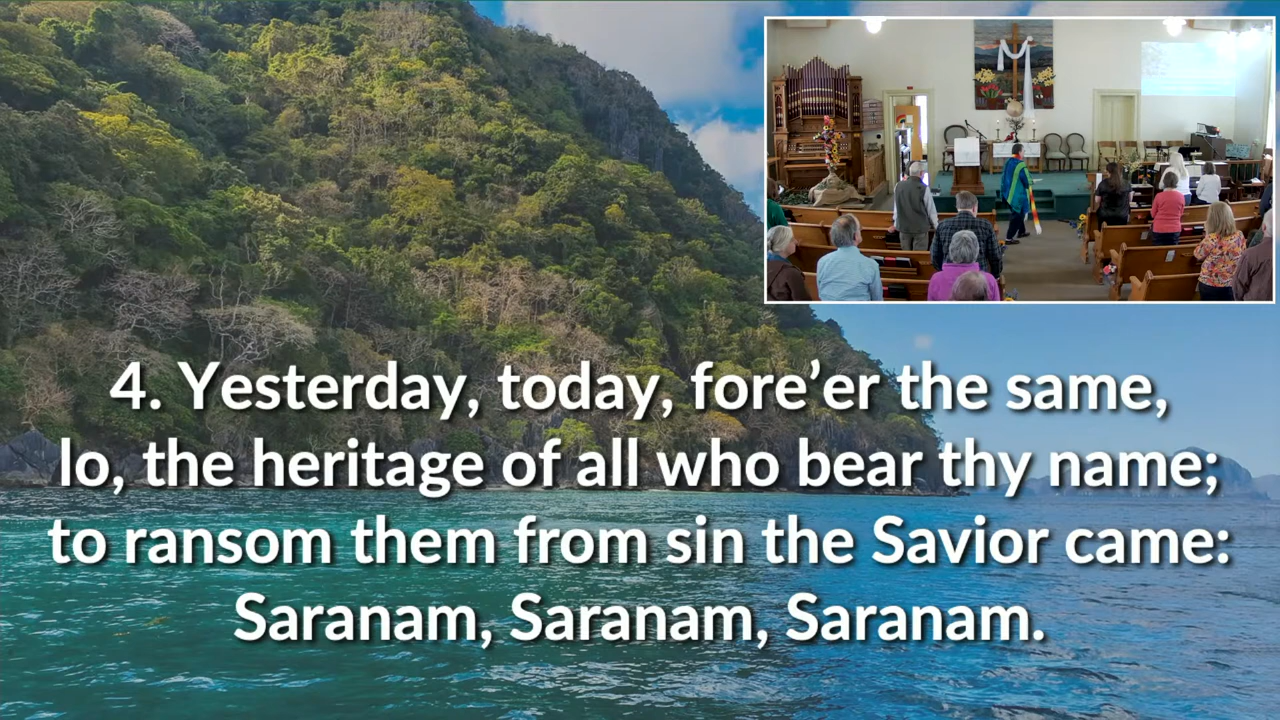 4. Yesterday, today, fore’er the same,
lo, the heritage of all who bear thy name;
to ransom them from sin the Savior came:
Saranam, Saranam, Saranam.